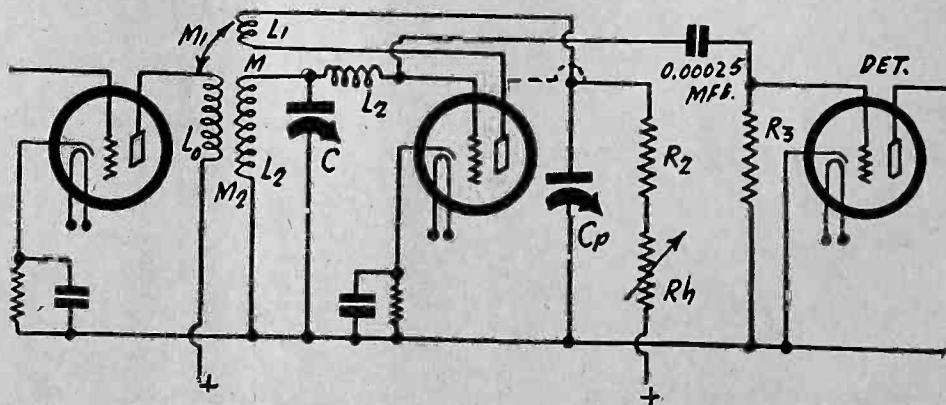 M1
L1
M
L0
M2
L2
C
L2
Cp
0.00025
MFD.
R2
Rh
R3
DET.
+
+